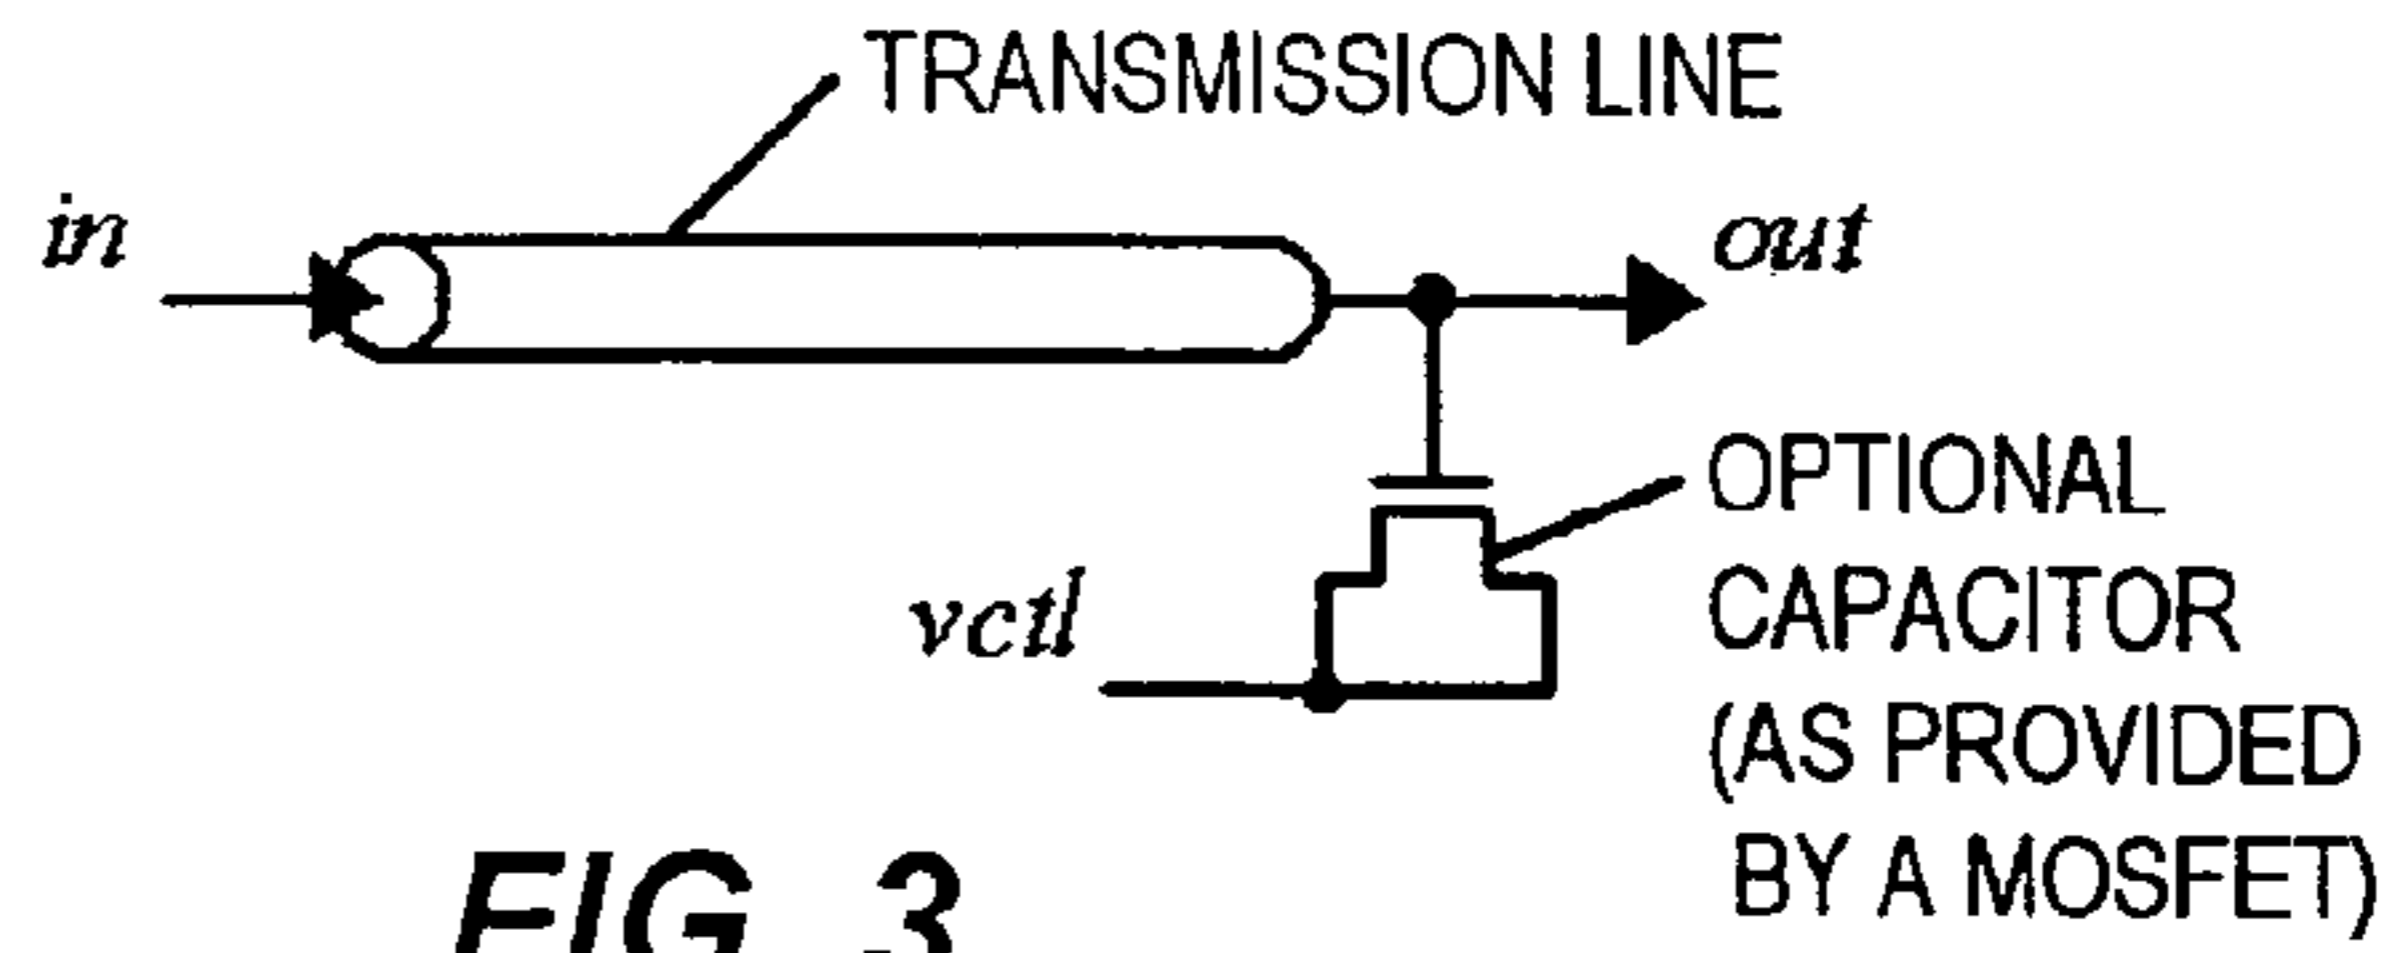 TRANSMISSION LINE
in
out
OPTIONAL
CAPACITOR
vctl
(AS PROVIDED
BY A MOSFET)
FIG. 3